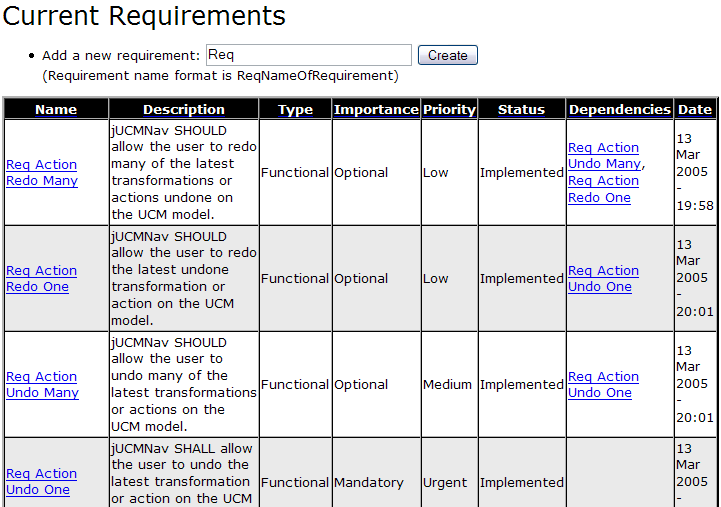 Current Requirements
• Add a new requirement: Req Create
(Requirement name format is ReqNameOfRequirement)
Name Description Type Importance Priority Status Dependencies Date
Req Action
Redo Many
jUCMNav SHOULD
allow the user to redo
many of the latest
transformations or
actions undone on
the UCM model.
Functional
Optional
Low
Implemented
Req Action
Undo Many,
Req Action
Redo One
13
Mar
2005
-
19:58
Req Action
Redo One
jUCMNav SHOULD
allow the user to redo
the latest undone
transformation or
action on the UCM
model.
Functional
Optional
Low
Implemented
Req Action
Undo One
13
Mar
2005
-
20:01
Req Action
Undo Many
jUCMNav SHOULD
allow the user to
undo many of the
latest transformations
or actions on the
UCM model.
Functional
Optional
Medium
Implemented
Req Action
Undo One
13
Mar
2005
-
20:01
Req Action
Undo One
jUCMNav SHALL allow
the user to undo the
latest transformation
or action on the UCM
Functional
Mandatory
Urgent
Implemented
13
Mar
2005
-